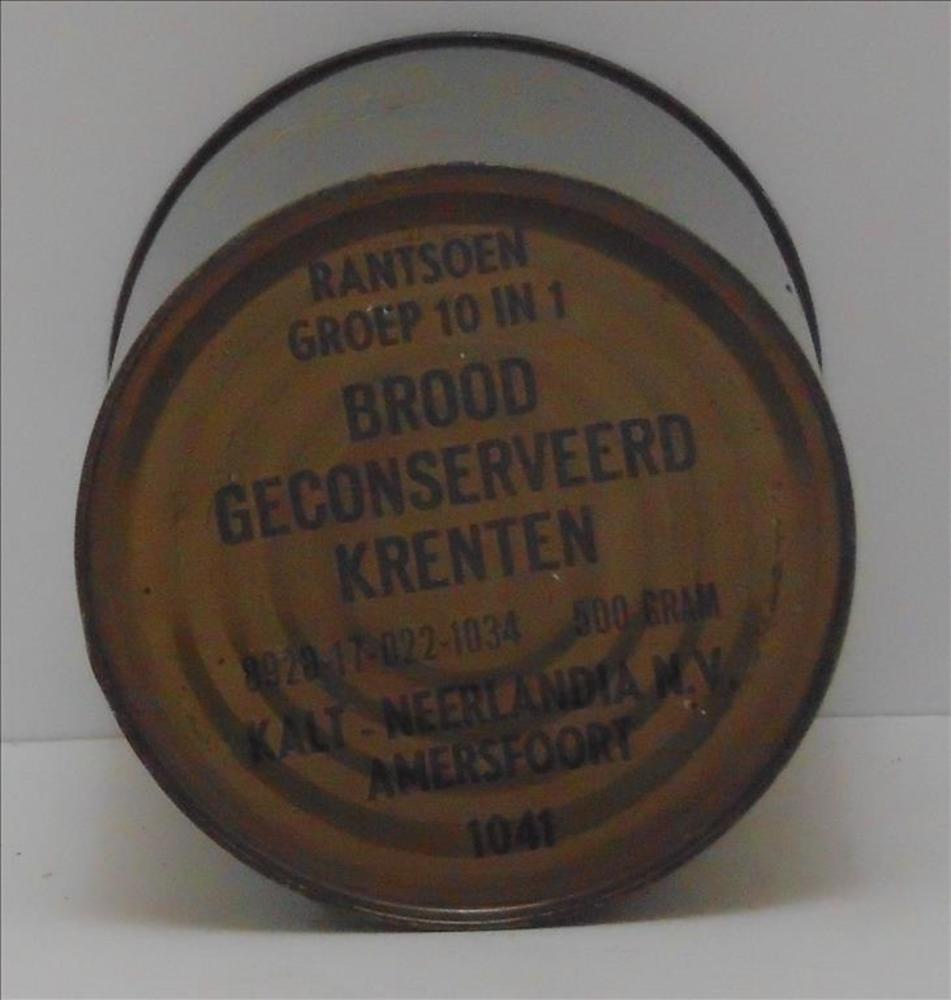 RANTSOEN
GROEP 10 IN 1
BROOD
GECONSERVEERD
KRENTEN
8920-17-022-1034 500 GRAM
KALT - NEERLANDIA N.V.
AMERSFOORT
1041